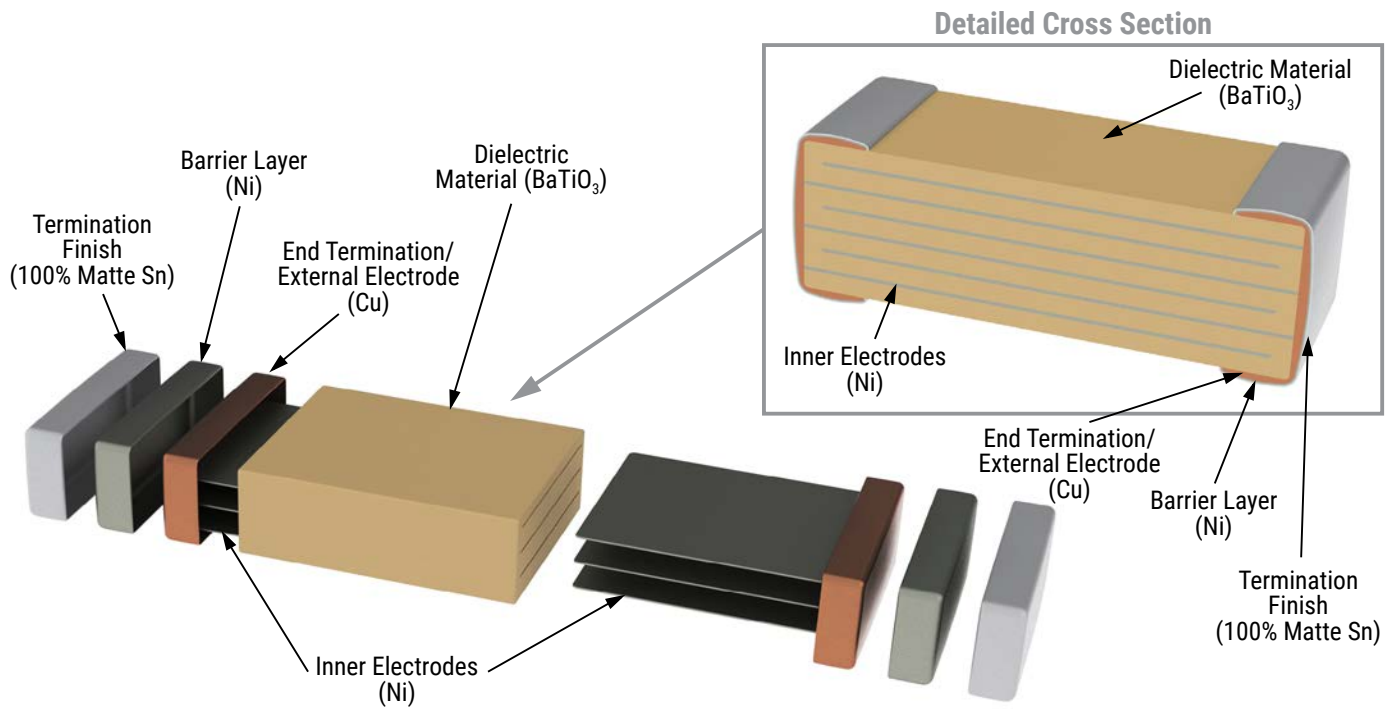 Detailed Cross Section
Dielectric Material
(BaTiO₃)
Inner Electrodes
(Ni)
End Termination/
External Electrode
(Cu)
Barrier Layer
(Ni)
Termination
Finish
(100% Matte Sn)
Termination
Finish
(100% Matte Sn)
Barrier Layer
(Ni)
End Termination/
External Electrode
(Cu)
Dielectric
Material (BaTiO₃)
Inner Electrodes
(Ni)